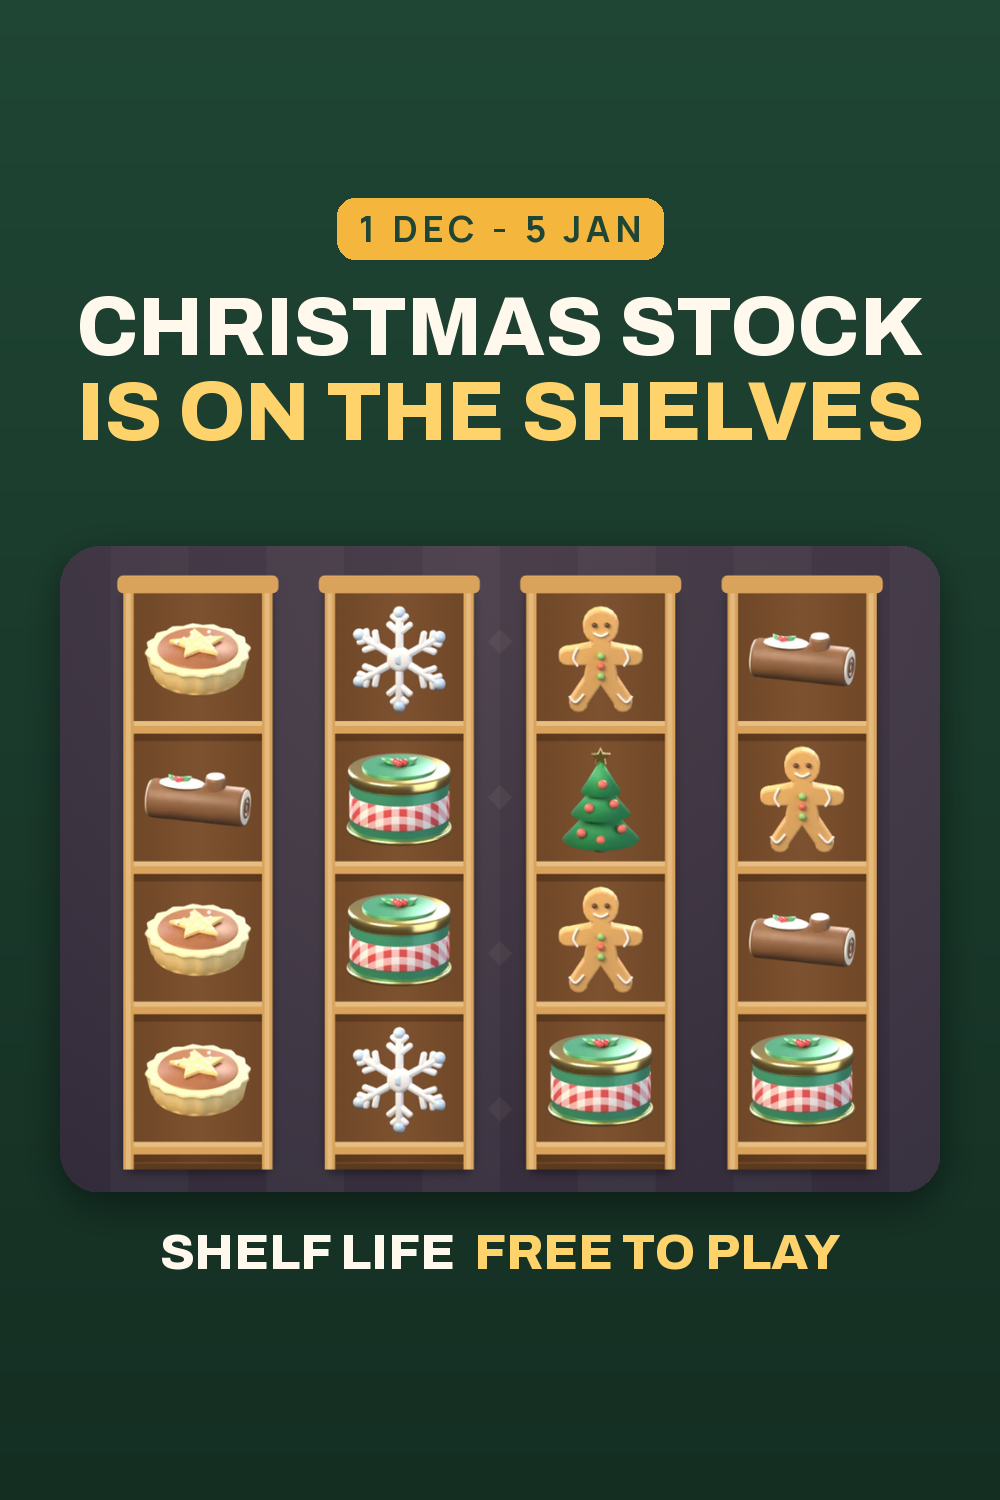 1 DEC - 5 JAN
CHRISTMAS STOCK
IS ON THE SHELVES
SHELF LIFE FREE TO PLAY